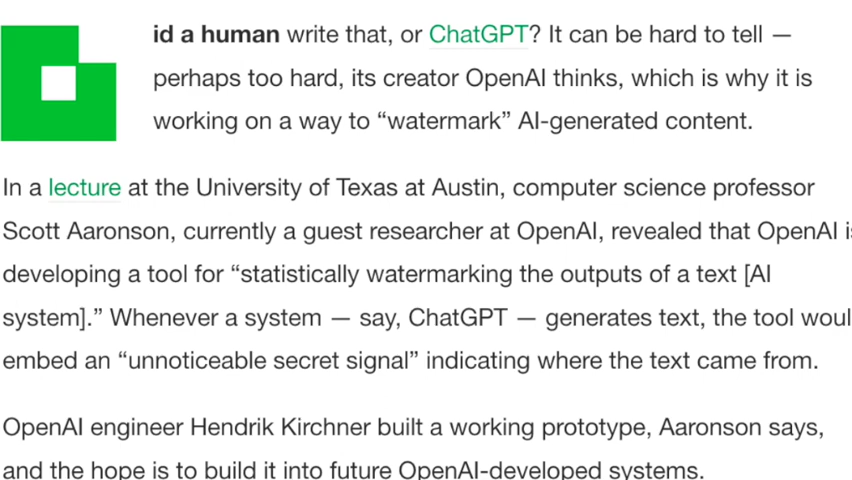 id a human write that, or ChatGPT? It can be hard to tell —
perhaps too hard, its creator OpenAI thinks, which is why it is
working on a way to “watermark” AI-generated content.
In a lecture at the University of Texas at Austin, computer science professor
Scott Aaronson, currently a guest researcher at OpenAI, revealed that OpenAI i
developing a tool for “statistically watermarking the outputs of a text [AI
system].” Whenever a system — say, ChatGPT — generates text, the tool woul
embed an “unnoticeable secret signal” indicating where the text came from.
OpenAI engineer Hendrik Kirchner built a working prototype, Aaronson says,
and the hope is to build it into future OpenAI-developed systems.